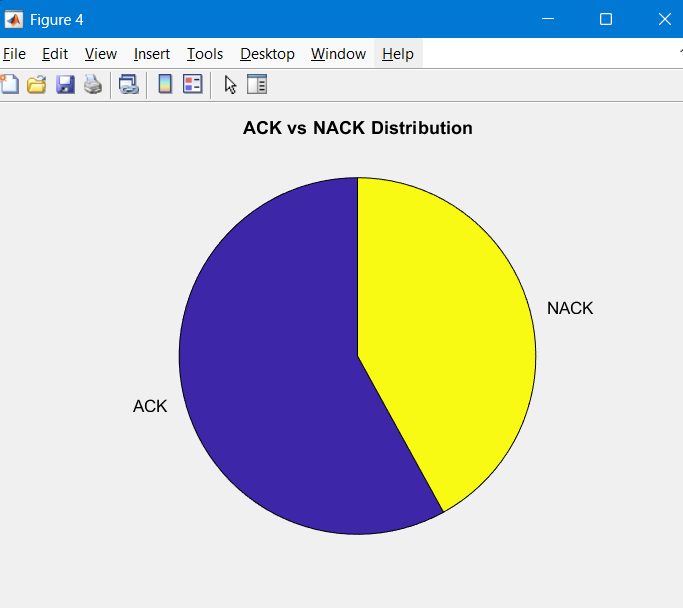 Figure 4
File Edit View Insert Tools Desktop Window Help
ACK vs NACK Distribution
NACK
ACK